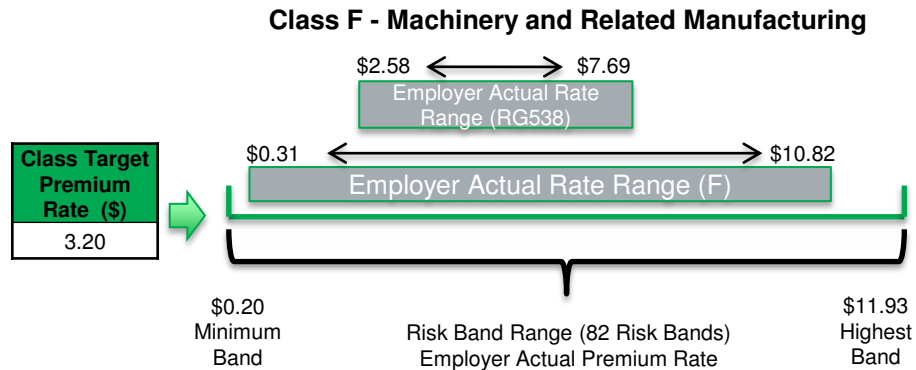 Class F - Machinery and Related Manufacturing
$2.58
$7.69
Employer Actual Rate
Range (RG538)
$0.31
$10.82
Employer Actual Rate Range (F)
Class Target
Premium
Rate ($)
3.20
$0.20
Minimum
Band
Risk Band Range (82 Risk Bands)
Employer Actual Premium Rate
$11.93
Highest
Band